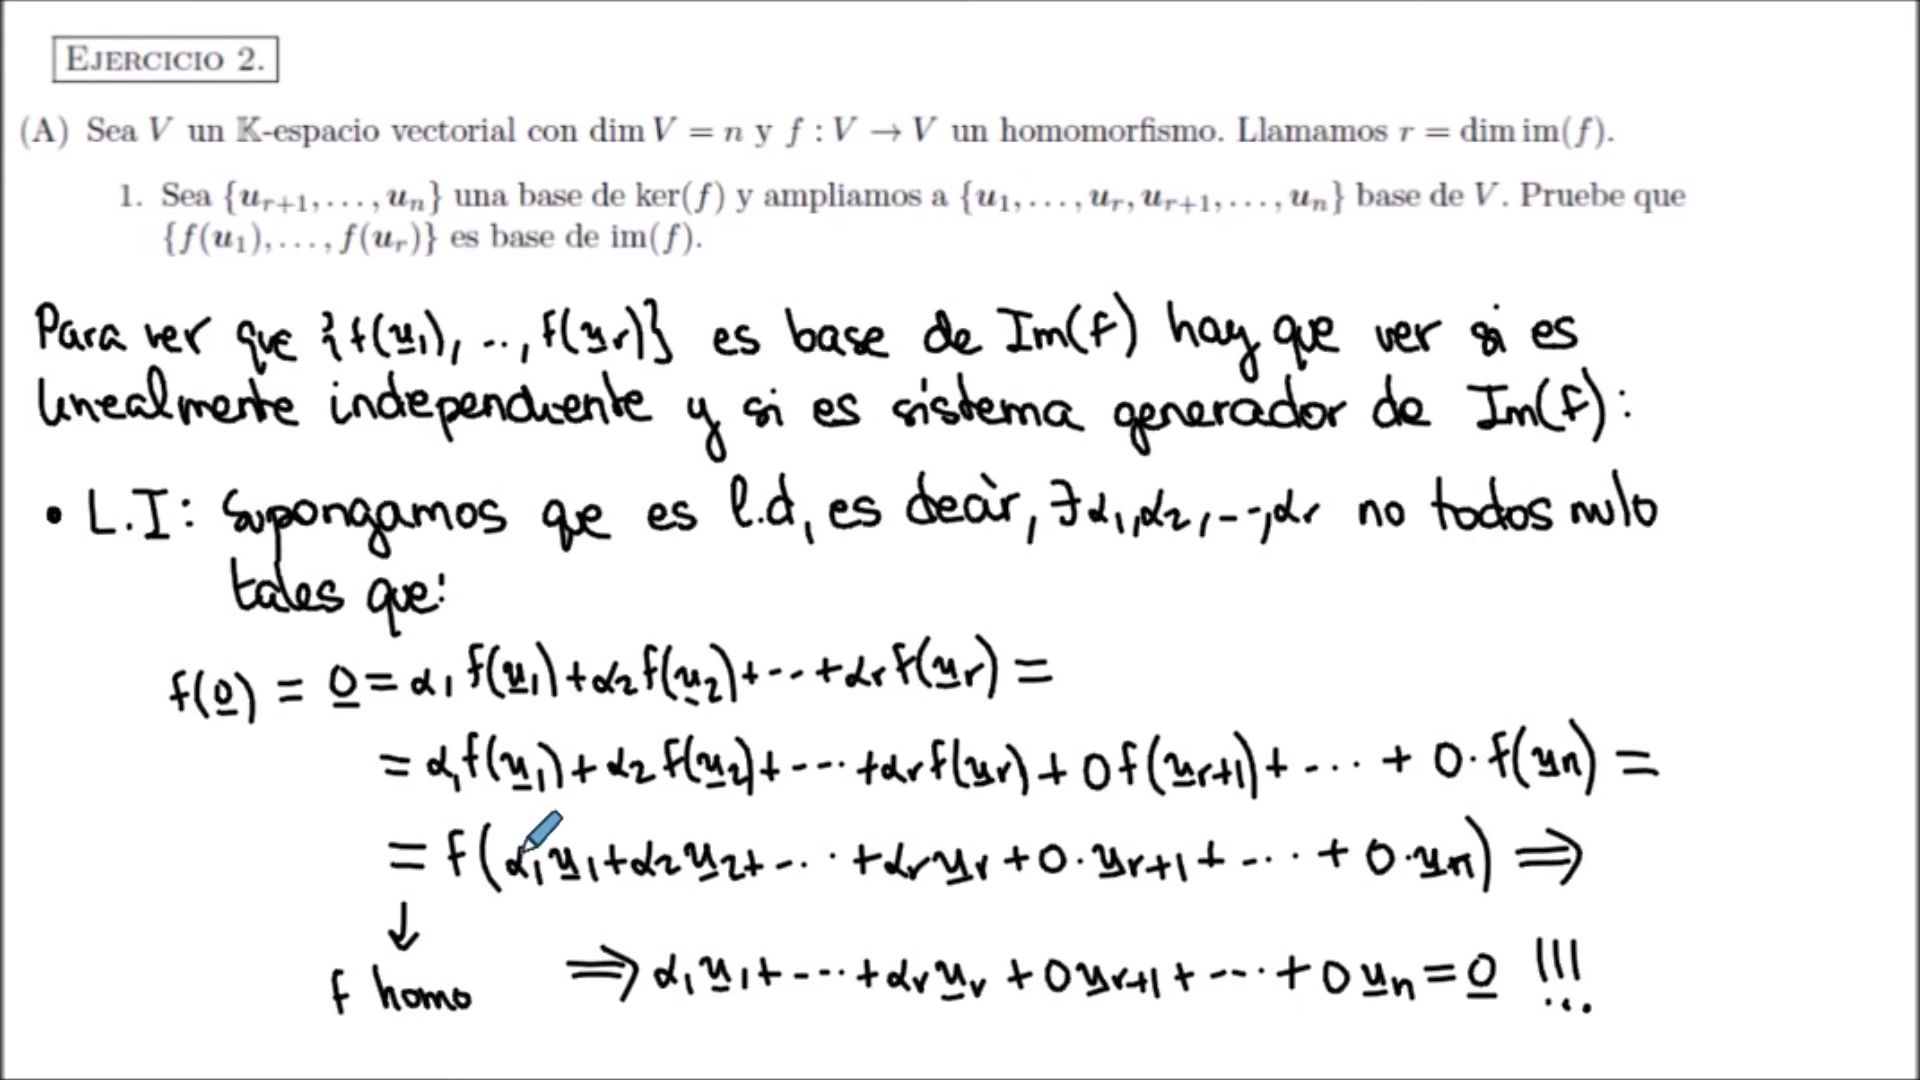 EJERCICIO 2.
(A) Sea V un 𝕂-espacio vectorial con dim V = n y f : V → V un homomorfismo. Llamamos r = dim im(f).
1. Sea {u_{r+1}, …, u_n} una base de ker(f) y ampliamos a {u_1, …, u_r, u_{r+1}, …, u_n} base de V. Pruebe que
{f(u_1), …, f(u_r)} es base de im(f).
Para ver que {f(u_1), .., f(u_r)} es base de Im(f) hay que ver si es
linealmente independiente y si es sistema generador de Im(f):
• L.I: Supongamos que es l.d, es decir, ∃ α_1, α_2, --, α_r no todos nulo
tales que:
f(0) = 0 = α_1 f(u_1) + α_2 f(u_2) + --- + α_r f(u_r) =
= α_1 f(u_1) + α_2 f(u_2) + --- + α_r f(u_r) + 0 f(u_{r+1}) + --- + 0· f(u_n) =
= f(α_1 u_1 + α_2 u_2 + --- + α_r u_r + 0· u_{r+1} + --- + 0· u_n) ⇒
↓
f homo
⇒ α_1 u_1 + --- + α_r u_r + 0 u_{r+1} + --- + 0 u_n = 0 !!!